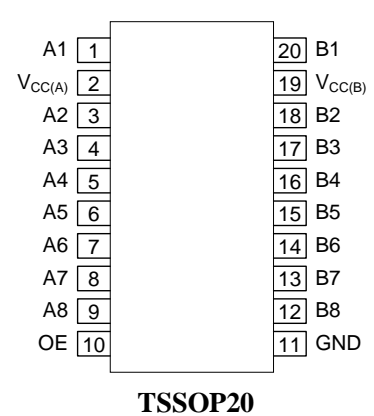 A1 1 20 B1
VCC(A) 2 19 VCC(B)
A2 3 18 B2
A3 4 17 B3
A4 5 16 B4
A5 6 15 B5
A6 7 14 B6
A7 8 13 B7
A8 9 12 B8
OE 10 11 GND
TSSOP20